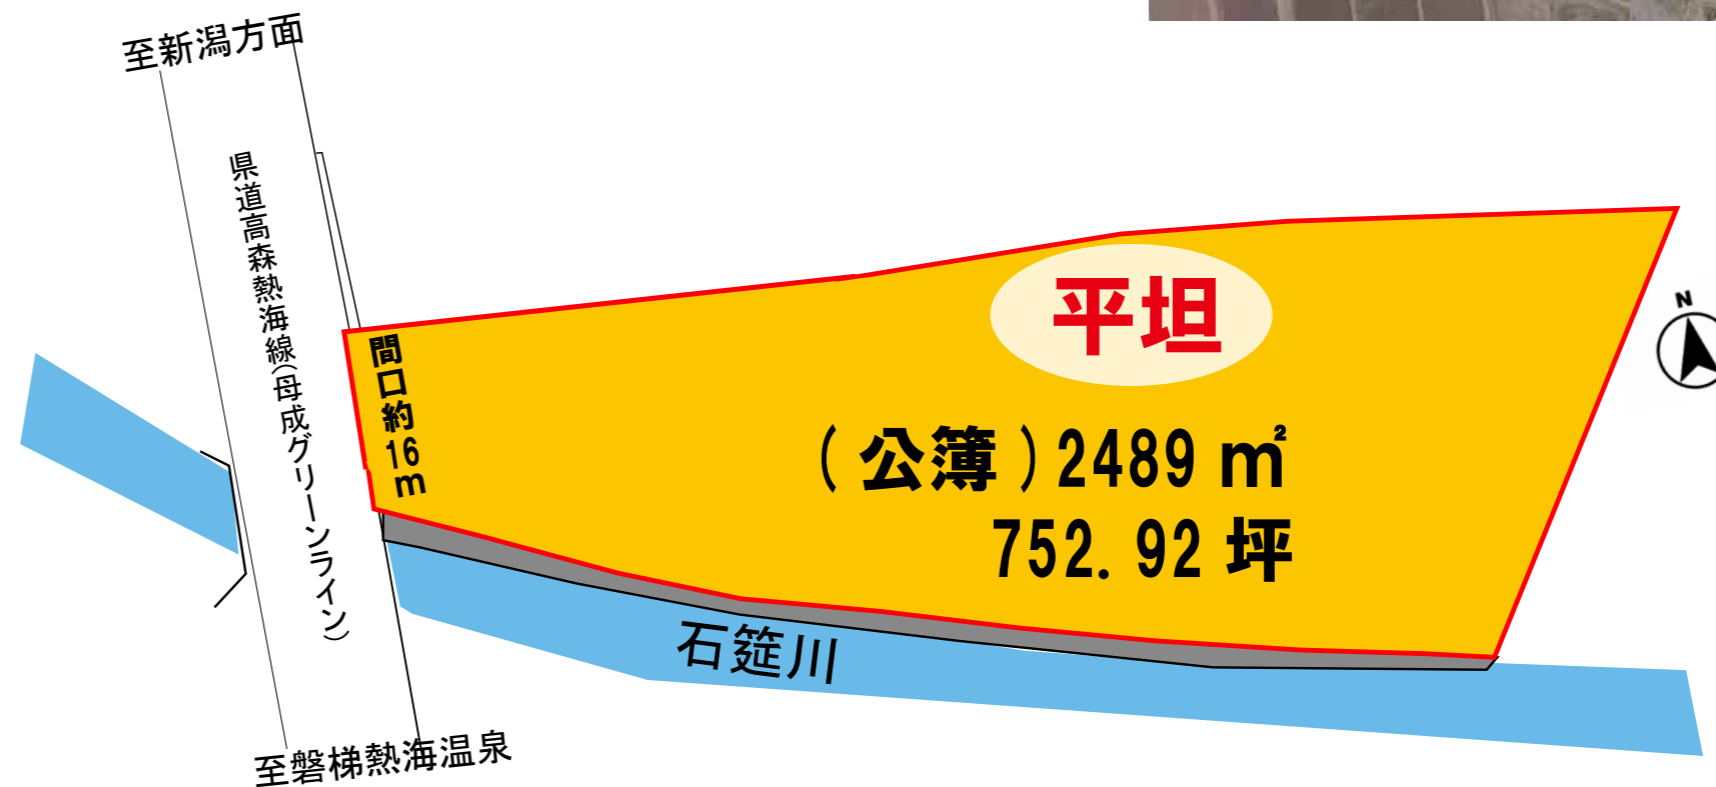 至新潟方面
県道高森熱海線(母成グリーンライン)
間口約16m
平坦
N
(公簿)2489㎡
752.92坪
石筵川
至磐梯熱海温泉